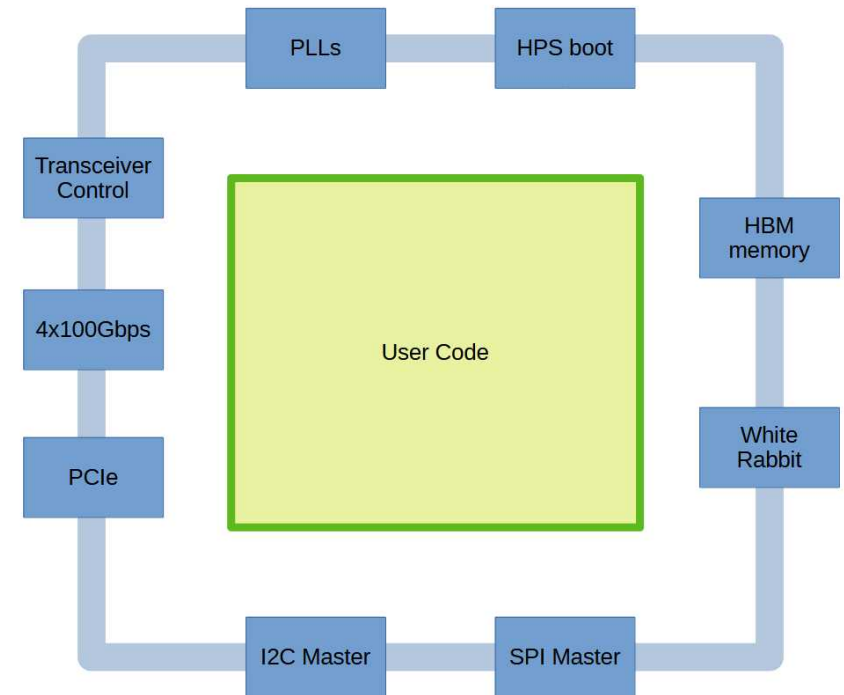 PLLs
HPS boot
Transceiver
Control
HBM
memory
4x100Gbps
User Code
White
Rabbit
PCIe
I2C Master
SPI Master